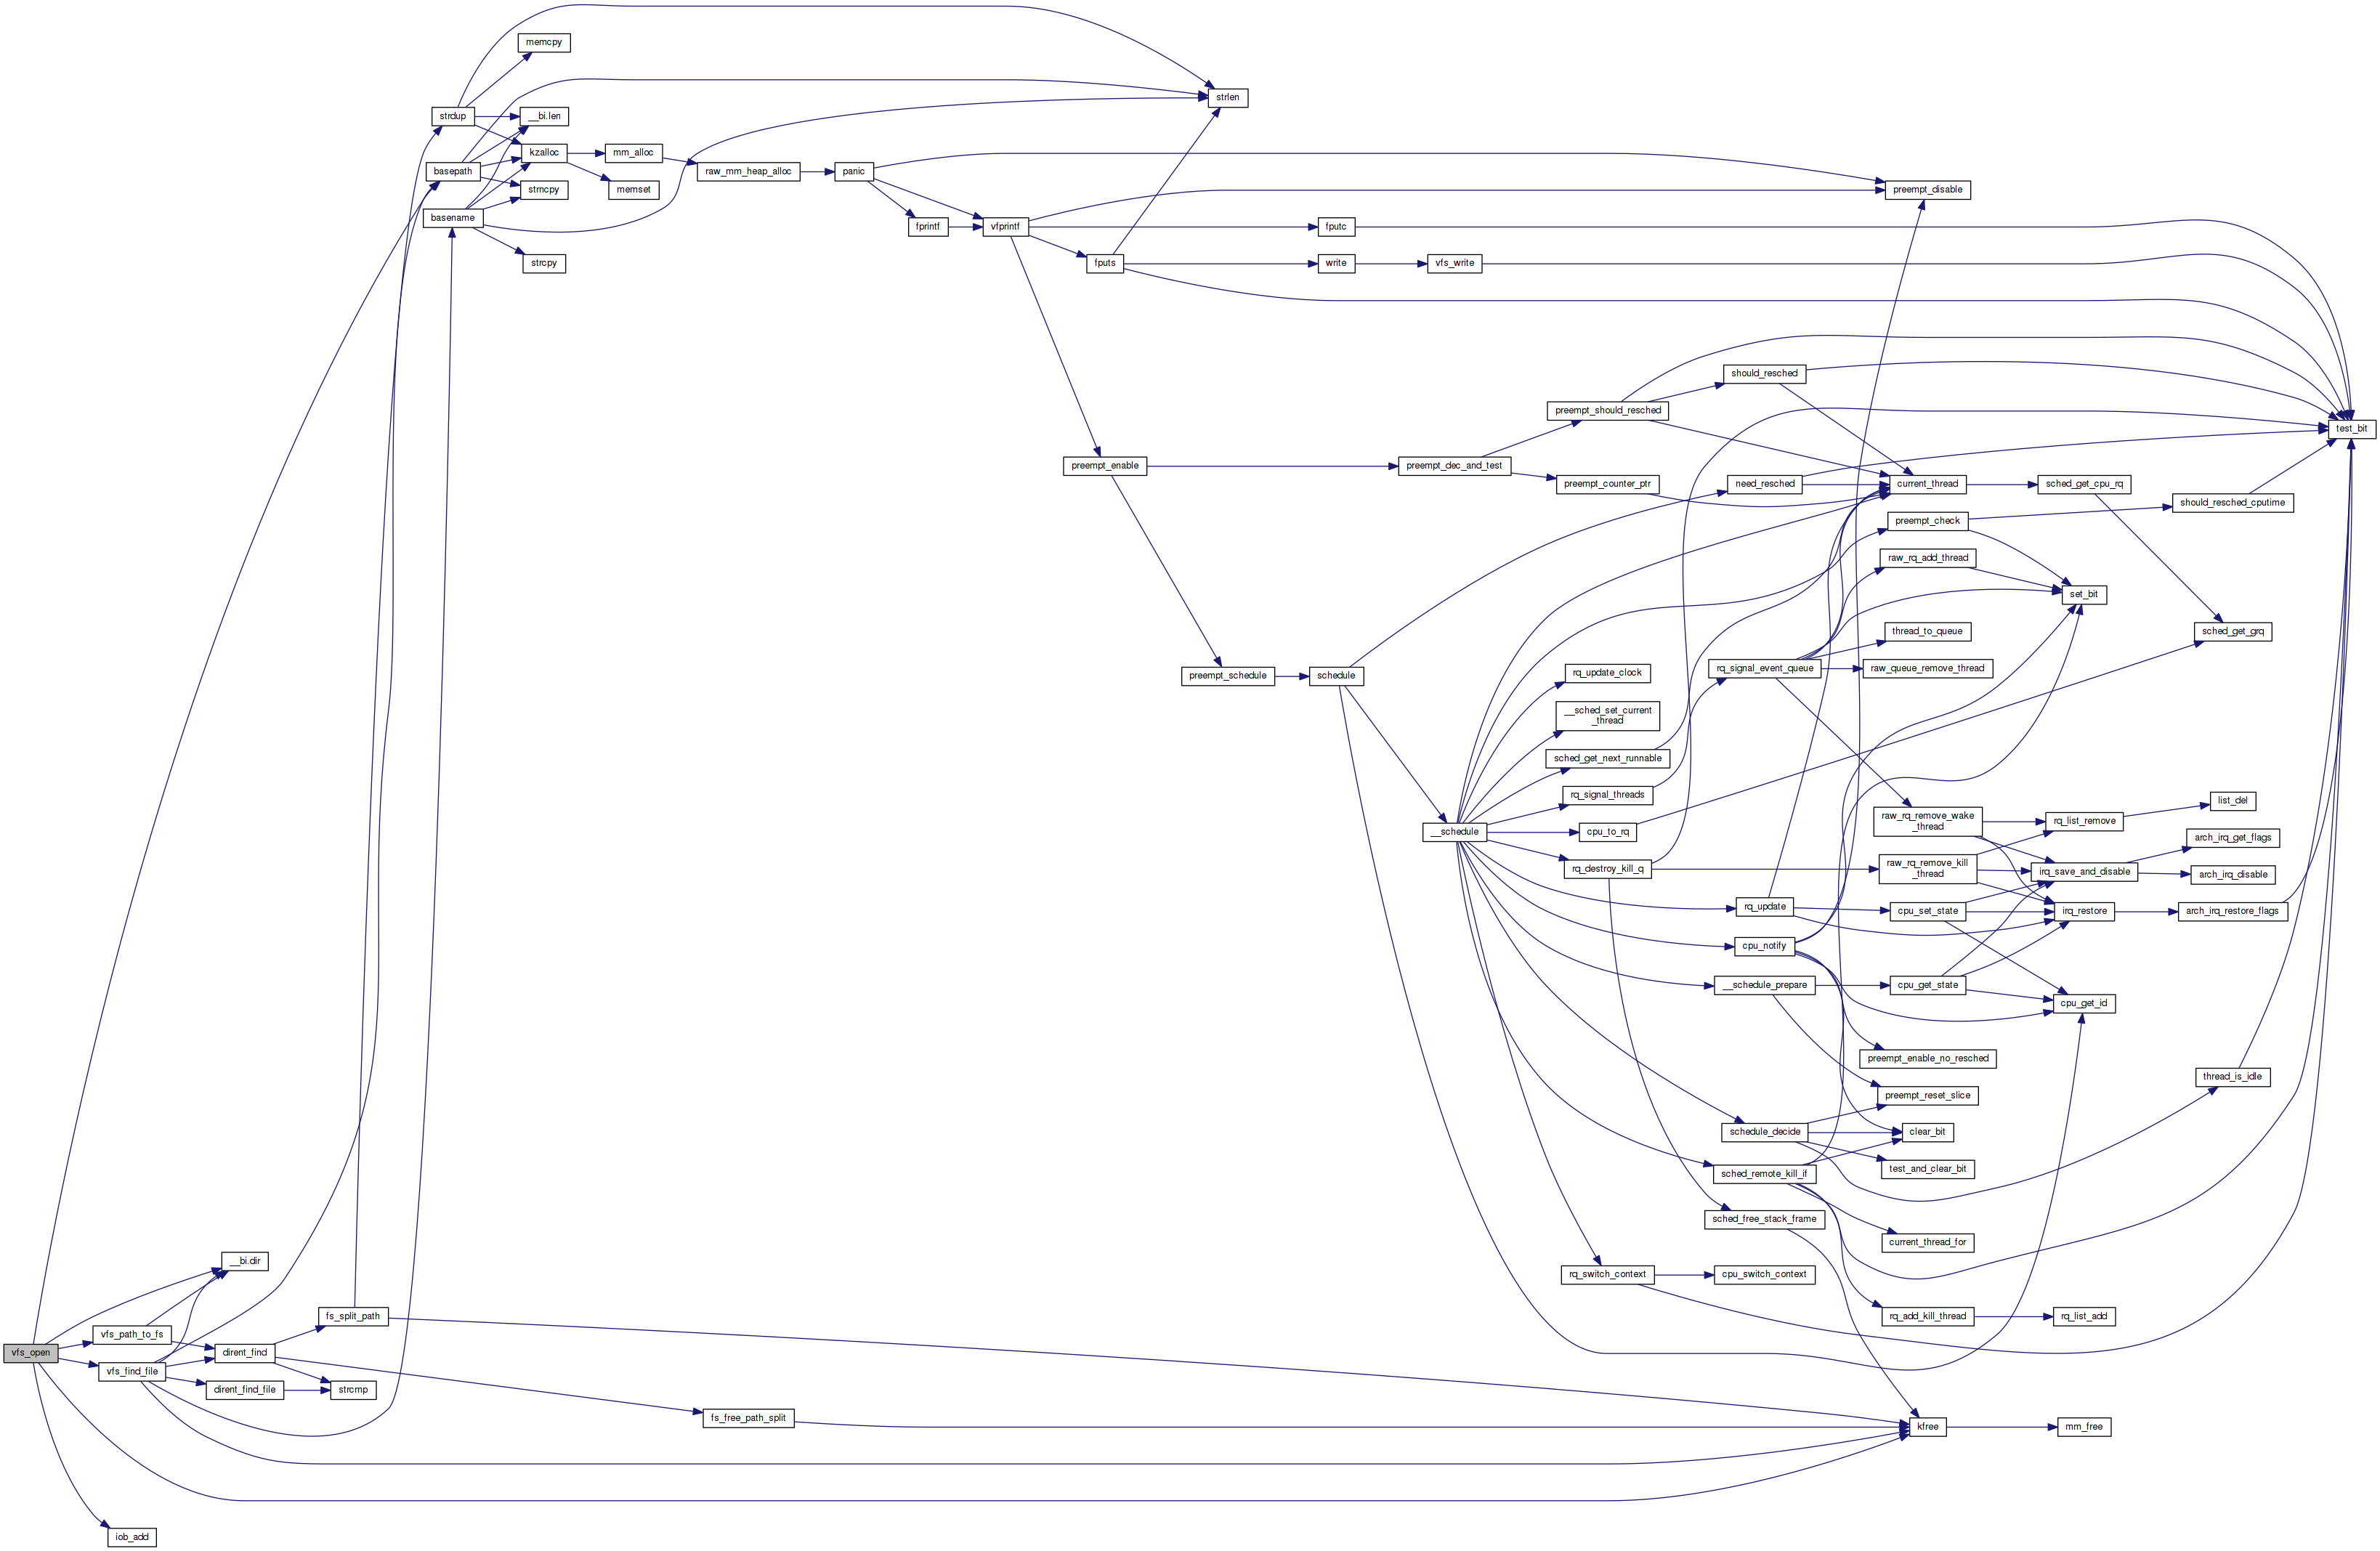 memcpy
strlen
strdup
__bi.len
kzalloc
mm_alloc
basepath
raw_mm_heap_alloc
panic
strncpy
memset
preempt_disable
basename
fprintf
vfprintf
fputc
strcpy
fputs
write
vfs_write
should_resched
preempt_should_resched
test_bit
preempt_enable
preempt_dec_and_test
preempt_counter_ptr
need_resched
current_thread
sched_get_cpu_rq
should_resched_cputime
preempt_check
raw_rq_add_thread
set_bit
thread_to_queue
sched_get_grq
rq_signal_event_queue
raw_queue_remove_thread
preempt_schedule
schedule
rq_update_clock
__sched_set_current
_thread
sched_get_next_runnable
rq_signal_threads
list_del
raw_rq_remove_wake
_thread
rq_list_remove
__schedule
cpu_to_rq
arch_irq_get_flags
rq_destroy_kill_q
raw_rq_remove_kill
_thread
irq_save_and_disable
arch_irq_disable
rq_update
cpu_set_state
irq_restore
arch_irq_restore_flags
cpu_notify
__schedule_prepare
cpu_get_state
cpu_get_id
preempt_enable_no_resched
thread_is_idle
preempt_reset_slice
schedule_decide
clear_bit
test_and_clear_bit
sched_remote_kill_if
sched_free_stack_frame
current_thread_for
__bi.dir
rq_switch_context
cpu_switch_context
fs_split_path
rq_add_kill_thread
rq_list_add
vfs_path_to_fs
vfs_open
dirent_find
vfs_find_file
dirent_find_file
strcmp
fs_free_path_split
kfree
mm_free
iob_add